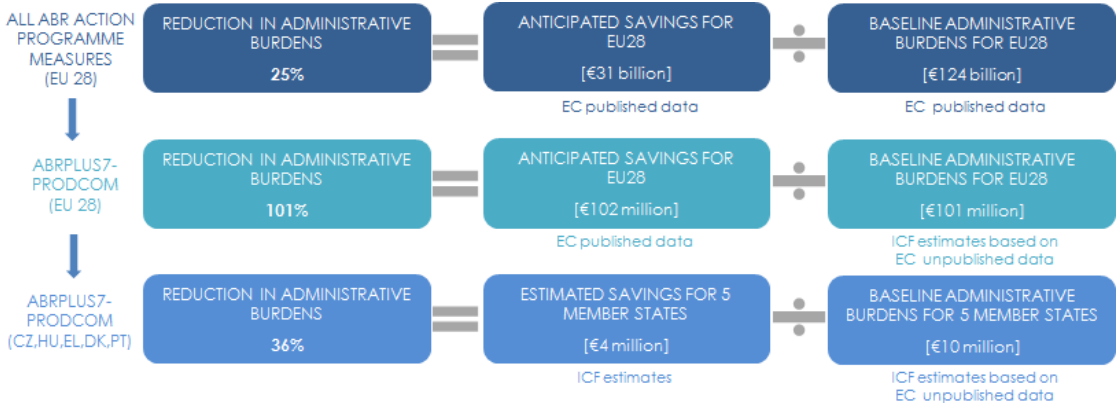 ALL ABR ACTION
PROGRAMME
MEASURES
(EU 28)
REDUCTION IN ADMINISTRATIVE
BURDENS
25%
ANTICIPATED SAVINGS FOR
EU28
[€31 billion]
EC published data
BASELINE ADMINISTRATIVE
BURDENS FOR EU28
[€124 billion]
EC published data
ABRPLUS7-
PRODCOM
(EU 28)
REDUCTION IN ADMINISTRATIVE
BURDENS
101%
ANTICIPATED SAVINGS FOR
EU28
[€102 million]
EC published data
BASELINE ADMINISTRATIVE
BURDENS FOR EU28
[€101 million]
ICF estimates based on
EC unpublished data
ABRPLUS7-
PRODCOM
(CZ,HU,EL,DK,PT)
REDUCTION IN ADMINISTRATIVE
BURDENS
36%
ESTIMATED SAVINGS FOR 5
MEMBER STATES
[€4 million]
ICF estimates
BASELINE ADMINISTRATIVE
BURDENS FOR 5 MEMBER STATES
[€10 million]
ICF estimates based on
EC unpublished data